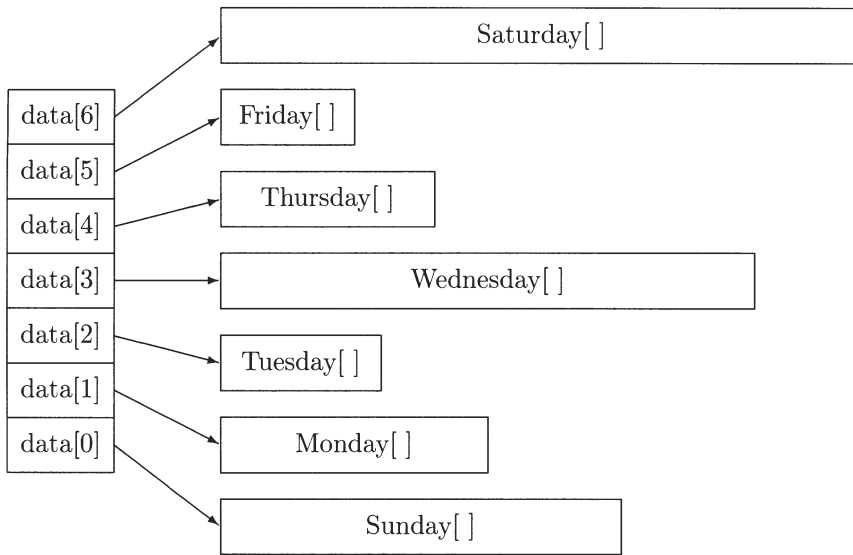 Saturday[ ]
data[6]
Friday[ ]
data[5]
Thursday[ ]
data[4]
data[3]
Wednesday[ ]
data[2]
Tuesday[ ]
data[1]
Monday[ ]
data[0]
Sunday[ ]